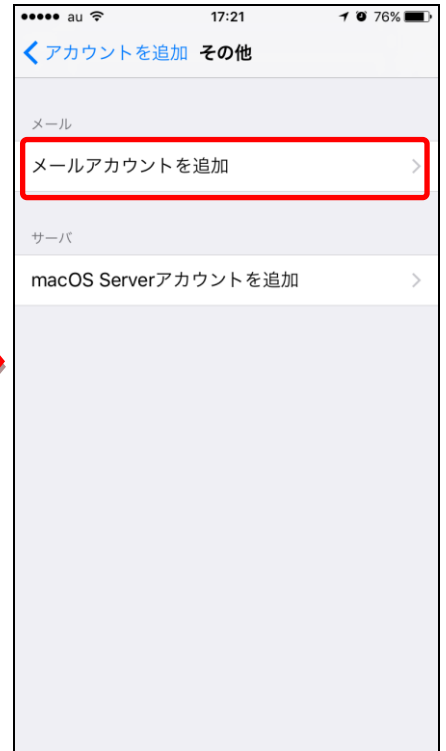 au 17:21 76%
アカウントを追加 その他
メール
メールアカウントを追加
サーバ
macOS Serverアカウントを追加